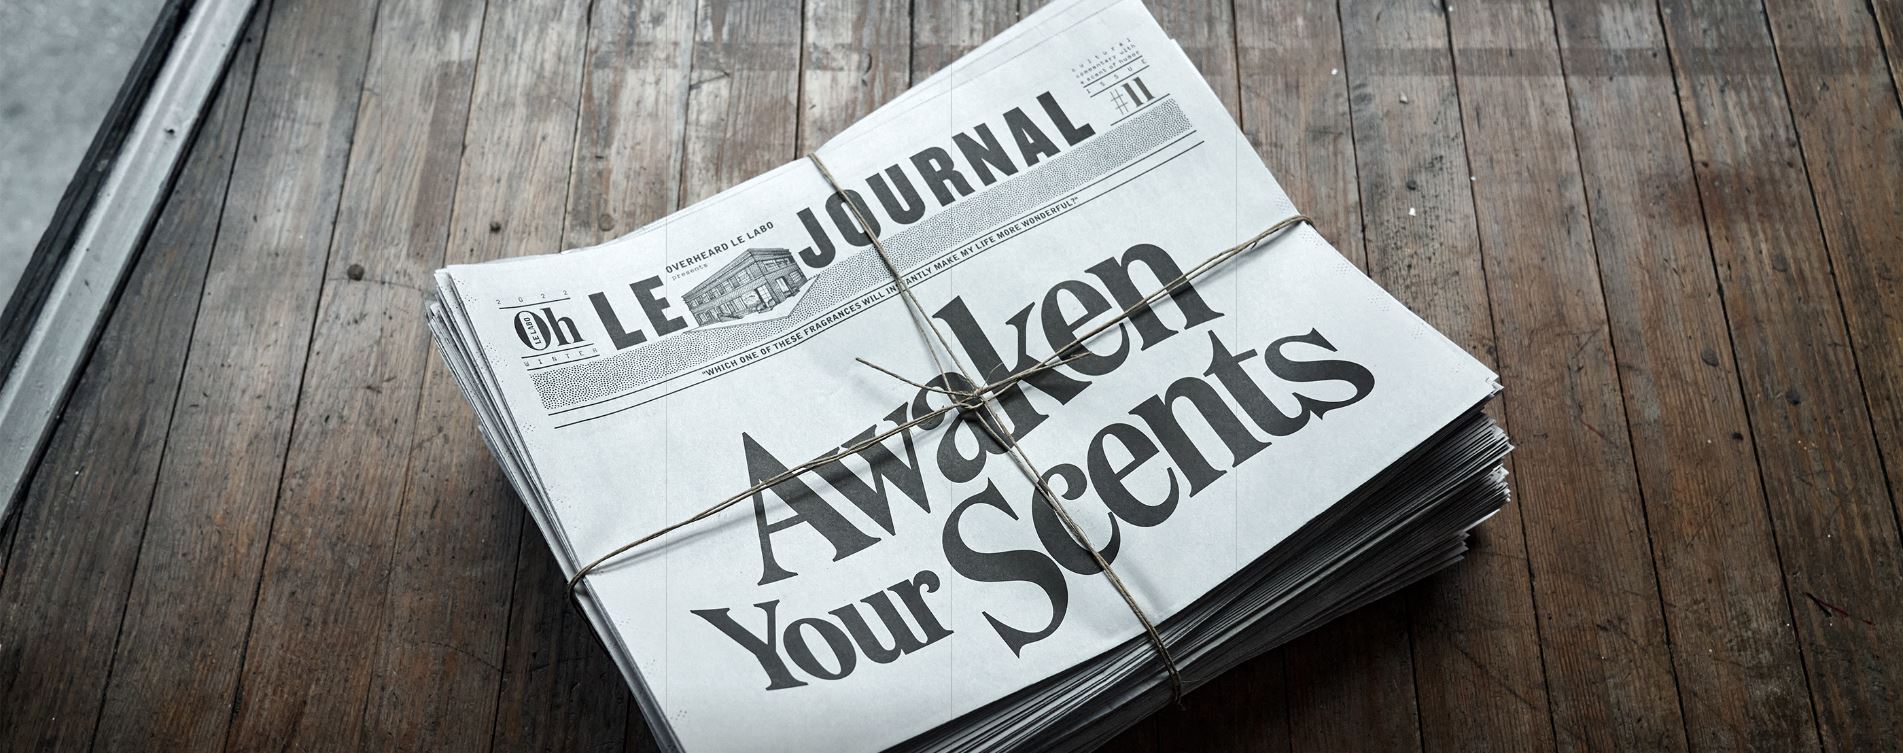 2022
Oh
LE LABO
WINTER
OVERHEARD LE LABO
presents
LE JOURNAL
cultural
commentary with
a scent of humor
ISSUE
#11
"WHICH ONE OF THESE FRAGRANCES WILL INSTANTLY MAKE MY LIFE MORE WONDERFUL?"
Awaken
Your Scents